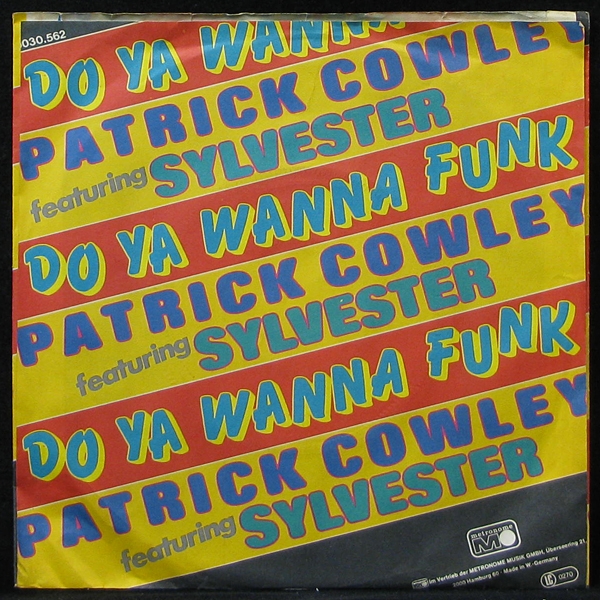 030.562
DO YA WANNA
PATRICK COWLEY
featuring SYLVESTER
DO YA WANNA FUNK
PATRICK COWLEY
featuring SYLVESTER
DO YA WANNA FUNK
PATRICK COWLEY
featuring SYLVESTER
metronome
M
im Vertrieb der METRONOME MUSIK GMBH, Überseering 21,
2000 Hamburg 60 · Made in W.-Germany
LC 0270